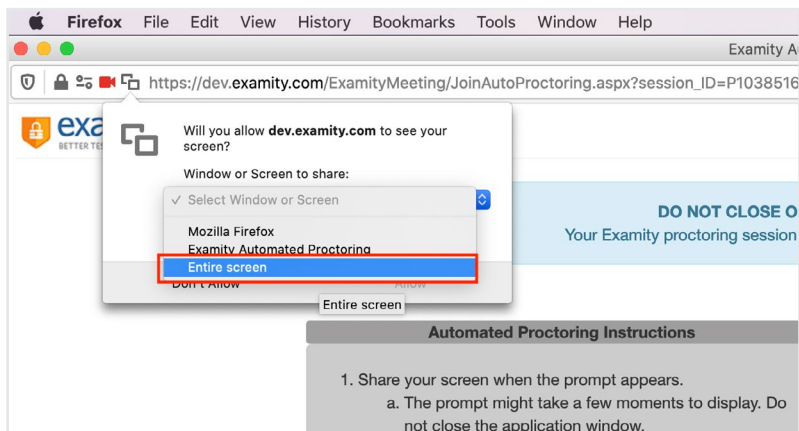 Firefox File Edit View History Bookmarks Tools Window Help
Examity A
https://dev.examity.com/ExamityMeeting/JoinAutoProctoring.aspx?session_ID=P1038516
exa
BETTER TES
Will you allow dev.examity.com to see your
screen?
Window or Screen to share:
✓ Select Window or Screen
Mozilla Firefox
Examity Automated Proctoring
Entire screen
Don't Allow Allow
Entire screen
DO NOT CLOSE O
Your Examity proctoring session
Automated Proctoring Instructions
1. Share your screen when the prompt appears.
a. The prompt might take a few moments to display. Do
not close the application window.